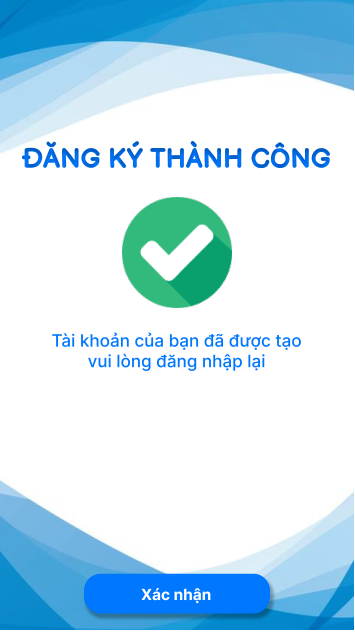 ĐĂNG KÝ THÀNH CÔNG
Tài khoản của bạn đã được tạo
vui lòng đăng nhập lại
Xác nhận